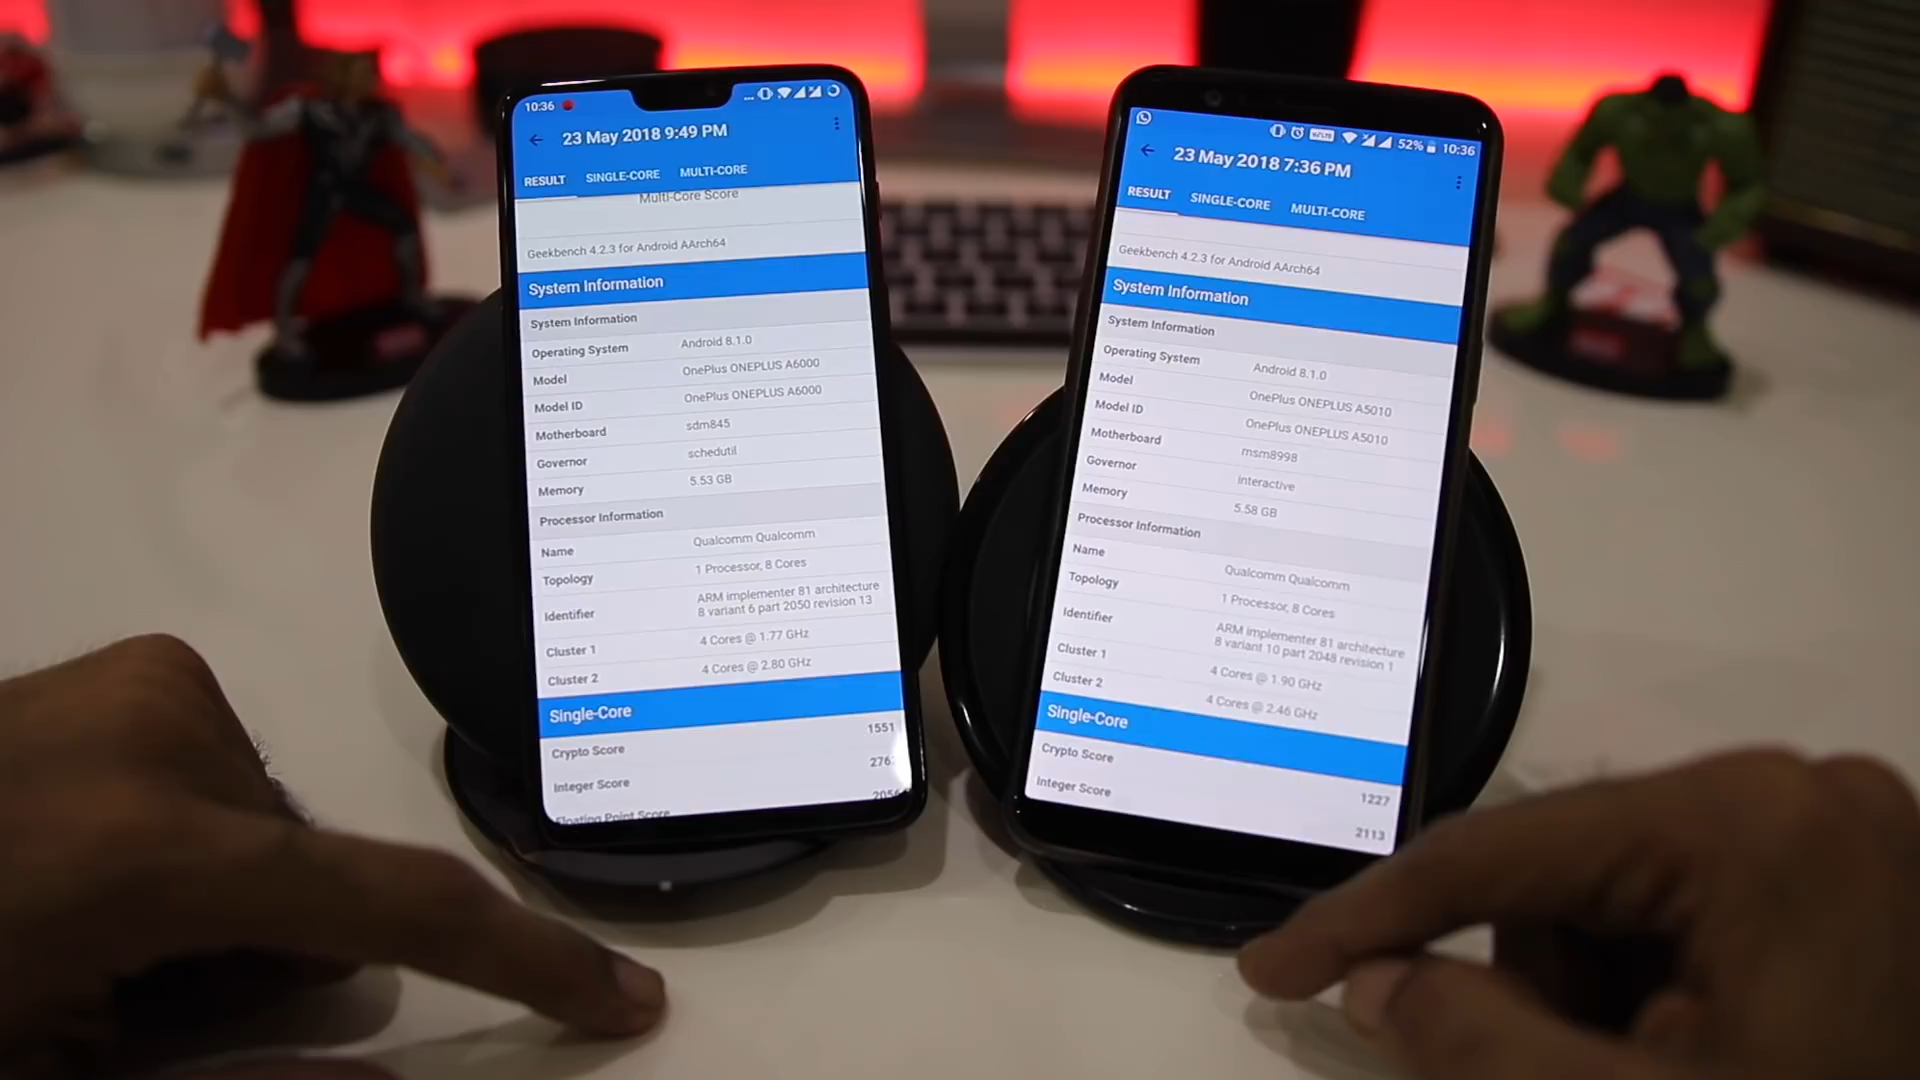 10:36
23 May 2018 9:49 PM
RESULT SINGLE-CORE MULTI-CORE
Multi-Core Score
Geekbench 4.2.3 for Android AArch64
System Information
System Information
Operating System Android 8.1.0
Model OnePlus ONEPLUS A6000
Model ID OnePlus ONEPLUS A6000
Motherboard sdm845
Governor schedutil
Memory 5.53 GB
Processor Information
Name Qualcomm Qualcomm
Topology 1 Processor, 8 Cores
Identifier ARM implementer 81 architecture
8 variant 6 part 2050 revision 13
Cluster 1 4 Cores @ 1.77 GHz
Cluster 2 4 Cores @ 2.80 GHz
Single-Core
Crypto Score 1551
Integer Score
Floating Point Score
52% 10:36
23 May 2018 7:36 PM
RESULT SINGLE-CORE MULTI-CORE
Geekbench 4.2.3 for Android AArch64
System Information
System Information
Operating System Android 8.1.0
Model OnePlus ONEPLUS A5010
Model ID OnePlus ONEPLUS A5010
Motherboard msm8998
Governor interactive
Memory 5.58 GB
Processor Information
Name Qualcomm Qualcomm
Topology 1 Processor, 8 Cores
Identifier ARM implementer 81 architecture
8 variant 10 part 2048 revision 1
Cluster 1 4 Cores @ 1.90 GHz
Cluster 2 4 Cores @ 2.46 GHz
Single-Core
Crypto Score 1227
Integer Score 2113